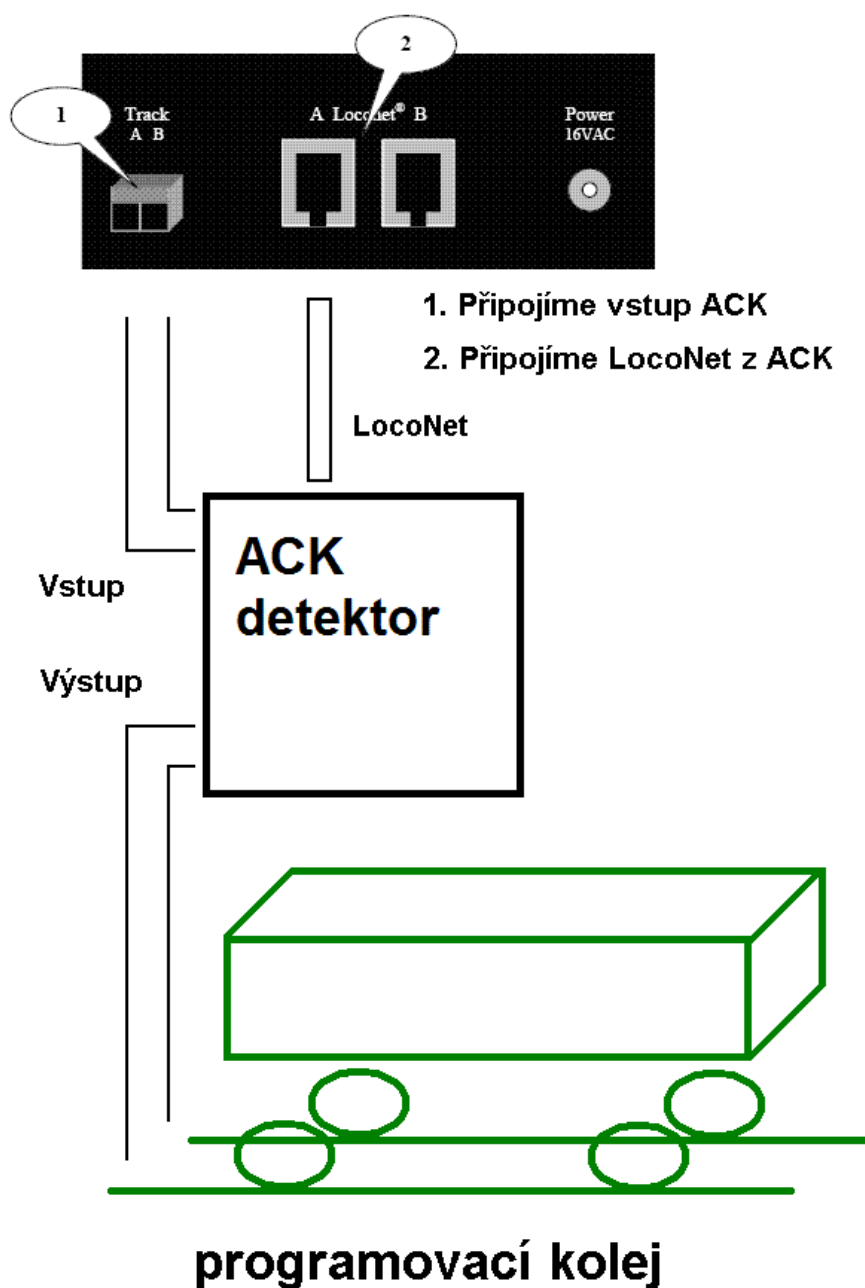 2
1
Track
A B
A Loconet® B
Power
16VAC
1. Připojíme vstup ACK
2. Připojíme LocoNet z ACK
LocoNet
ACK
detektor
Vstup
Výstup
programovací kolej